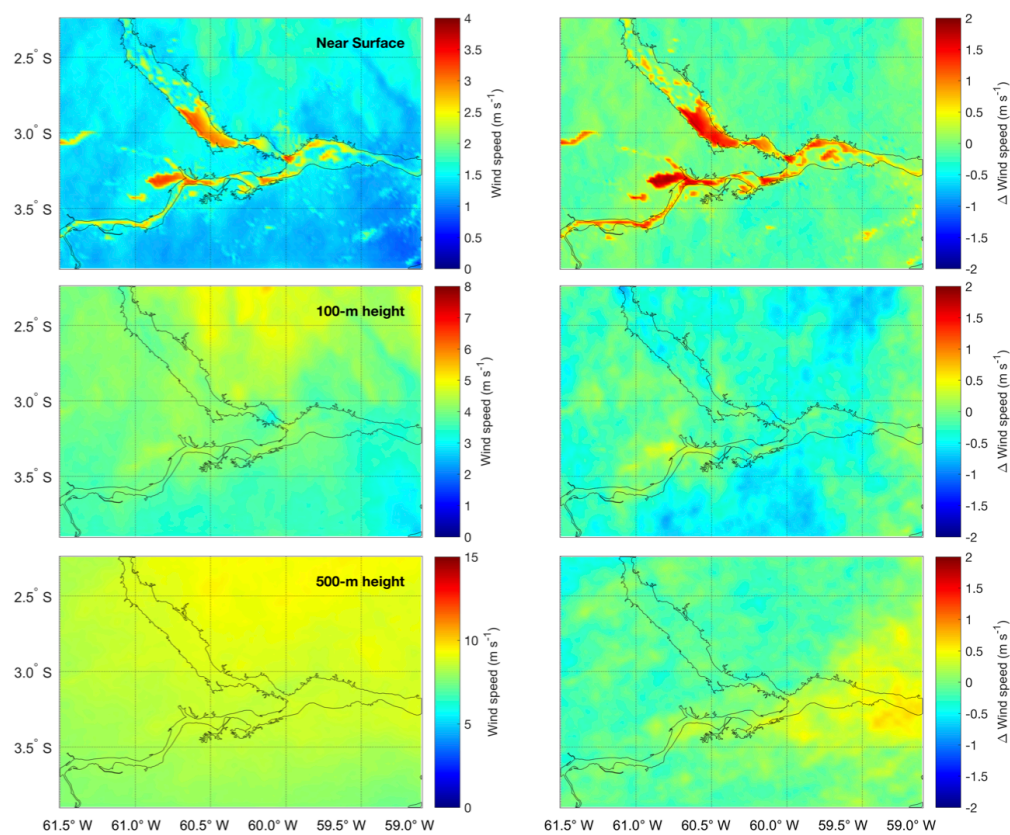 Near Surface
2.5° S
3.0° S
3.5° S
4
3.5
3
2.5
2
1.5
1
0.5
0
Wind speed (m s⁻¹)
2
1.5
1
0.5
0
-0.5
-1
-1.5
-2
Δ Wind speed (m s⁻¹)
100-m height
2.5° S
3.0° S
3.5° S
8
7
6
5
4
3
2
1
0
Wind speed (m s⁻¹)
2
1.5
1
0.5
0
-0.5
-1
-1.5
-2
Δ Wind speed (m s⁻¹)
500-m height
2.5° S
3.0° S
3.5° S
15
10
5
0
Wind speed (m s⁻¹)
2
1.5
1
0.5
0
-0.5
-1
-1.5
-2
Δ Wind speed (m s⁻¹)
61.5° W 61.0° W 60.5° W 60.0° W 59.5° W 59.0° W
61.5° W 61.0° W 60.5° W 60.0° W 59.5° W 59.0° W